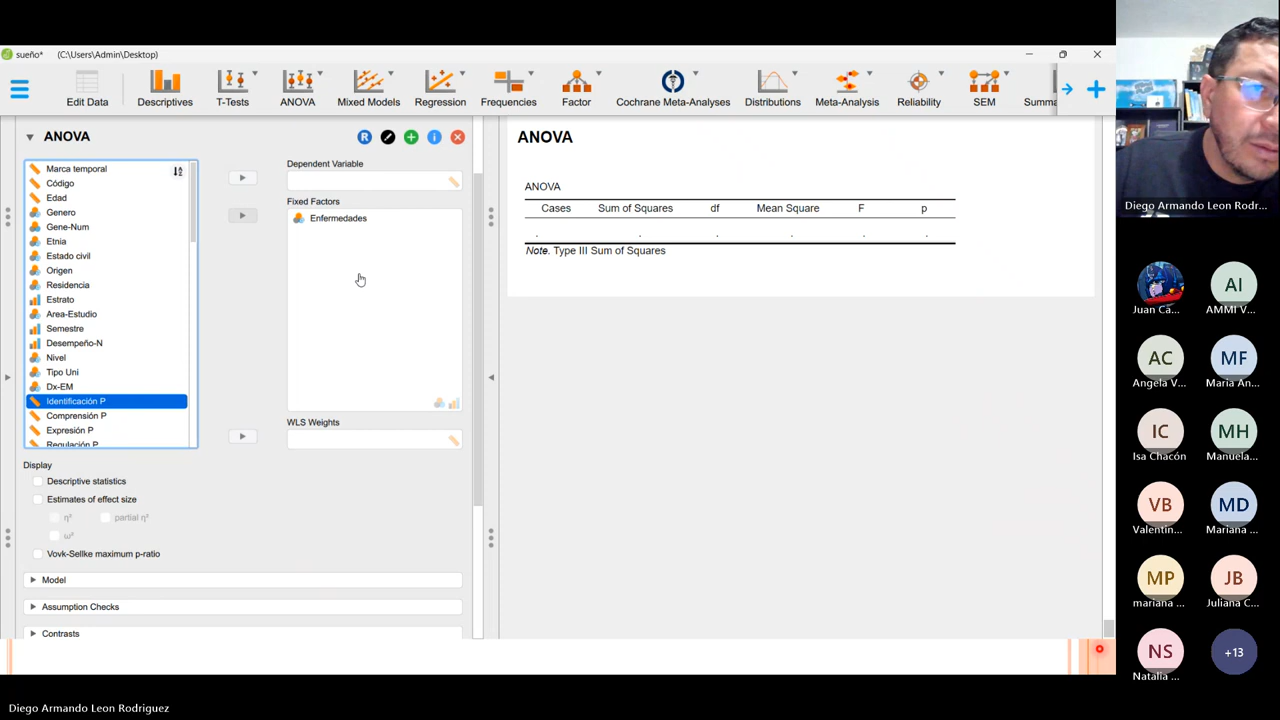 sueño* (C:\Users\Admin\Desktop)
Edit Data
Descriptives
T-Tests
ANOVA
Mixed Models
Regression
Frequencies
Factor
Cochrane Meta-Analyses
Distributions
Meta-Analysis
Reliability
SEM
Summa
ANOVA
R
i
Marca temporal
Código
Edad
Genero
Gene-Num
Etnia
Estado civil
Origen
Residencia
Estrato
Area-Estudio
Semestre
Desempeño-N
Nivel
Tipo Uni
Dx-EM
Identificación P
Comprensión P
Expresión P
Regulación P
Dependent Variable
Fixed Factors
Enfermedades
WLS Weights
Display
Descriptive statistics
Estimates of effect size
η²
partial η²
ω²
Vovk-Sellke maximum p-ratio
Model
Assumption Checks
Contrasts
ANOVA
ANOVA
Cases Sum of Squares df Mean Square F p
. . . . . .
Note. Type III Sum of Squares
Diego Armando Leon Rodr...
Juan Ca...
AI
AMMI V...
AC
Angela V...
MF
Maria An...
IC
Isa Chacón
MH
Manuela...
VB
Valentin...
MD
Mariana ...
MP
mariana ...
JB
Juliana C...
NS
Natalia ...
+13
Diego Armando Leon Rodriguez